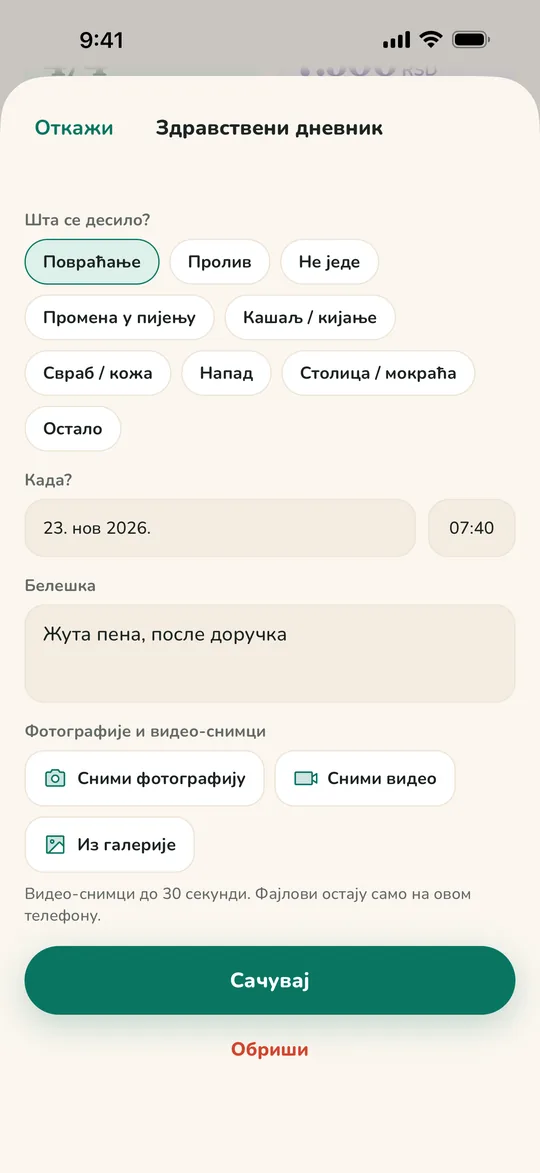 9:41
RSD
Откажи
Здравствени дневник
Шта се десило?
Повраћање
Пролив
Не једе
Промена у пијењу
Кашаљ / кијање
Свраб / кожа
Напад
Столица / мокраћа
Остало
Када?
23. нов 2026.
07:40
Белешка
Жута пена, после доручка
Фотографије и видео-снимци
Сними фотографију
Сними видео
Из галерије
Видео-снимци до 30 секунди. Фајлови остају само на овом
телефону.
Сачувај
Обриши